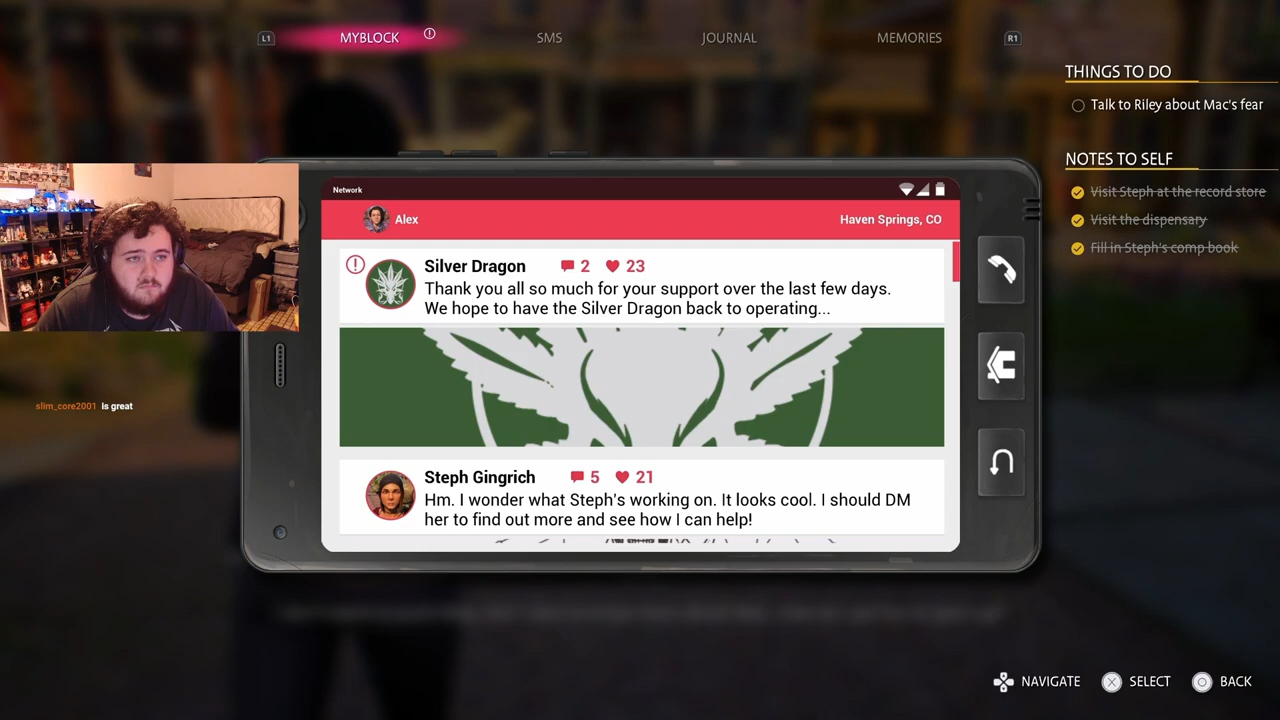 L1
MYBLOCK
SMS
JOURNAL
MEMORIES
R1
THINGS TO DO
Talk to Riley about Mac's fear
NOTES TO SELF
Visit Steph at the record store
Visit the dispensary
Fill in Steph's comp book
Network
Alex
Haven Springs, CO
Silver Dragon 2 23
Thank you all so much for your support over the last few days.
We hope to have the Silver Dragon back to operating...
Steph Gingrich 5 21
Hm. I wonder what Steph's working on. It looks cool. I should DM
her to find out more and see how I can help!
slim_core2001 Is great
NAVIGATE
SELECT
BACK